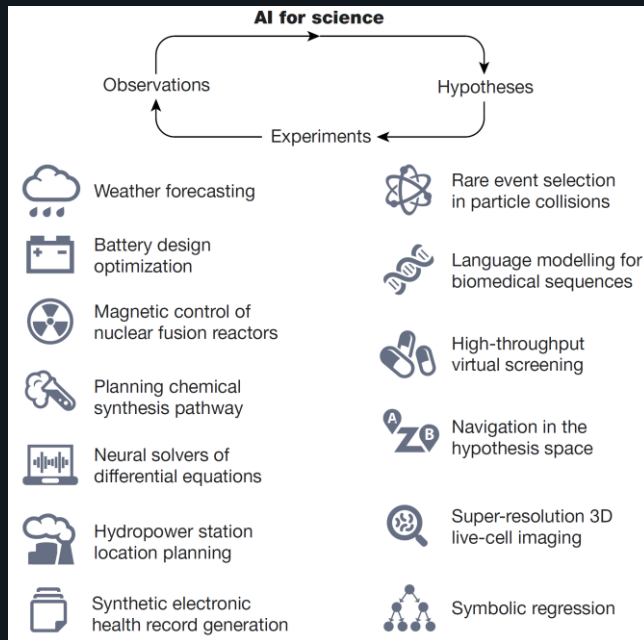 AI for science
Observations
Hypotheses
Experiments
Weather forecasting
Battery design
optimization
Magnetic control of
nuclear fusion reactors
Planning chemical
synthesis pathway
Neural solvers of
differential equations
Hydropower station
location planning
Synthetic electronic
health record generation
Rare event selection
in particle collisions
Language modelling for
biomedical sequences
High-throughput
virtual screening
A
Z
B
Navigation in the
hypothesis space
Super-resolution 3D
live-cell imaging
Symbolic regression